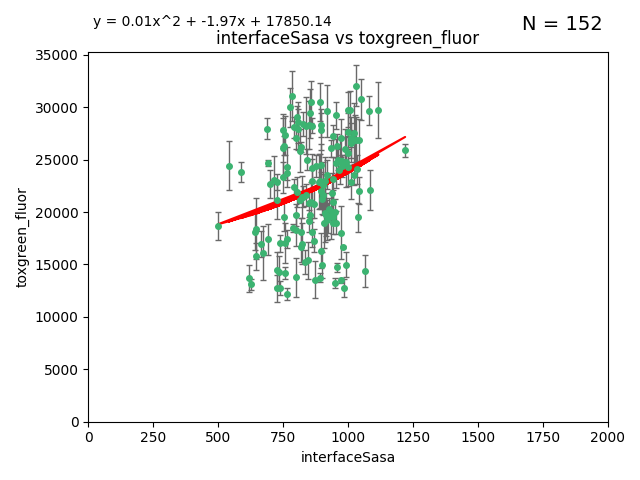 y = 0.01x^2 + -1.97x + 17850.14
N = 152
interfaceSasa vs toxgreen_fluor
35000
30000
25000
20000
15000
10000
5000
0
toxgreen_fluor
0 250 500 750 1000 1250 1500 1750 2000
interfaceSasa